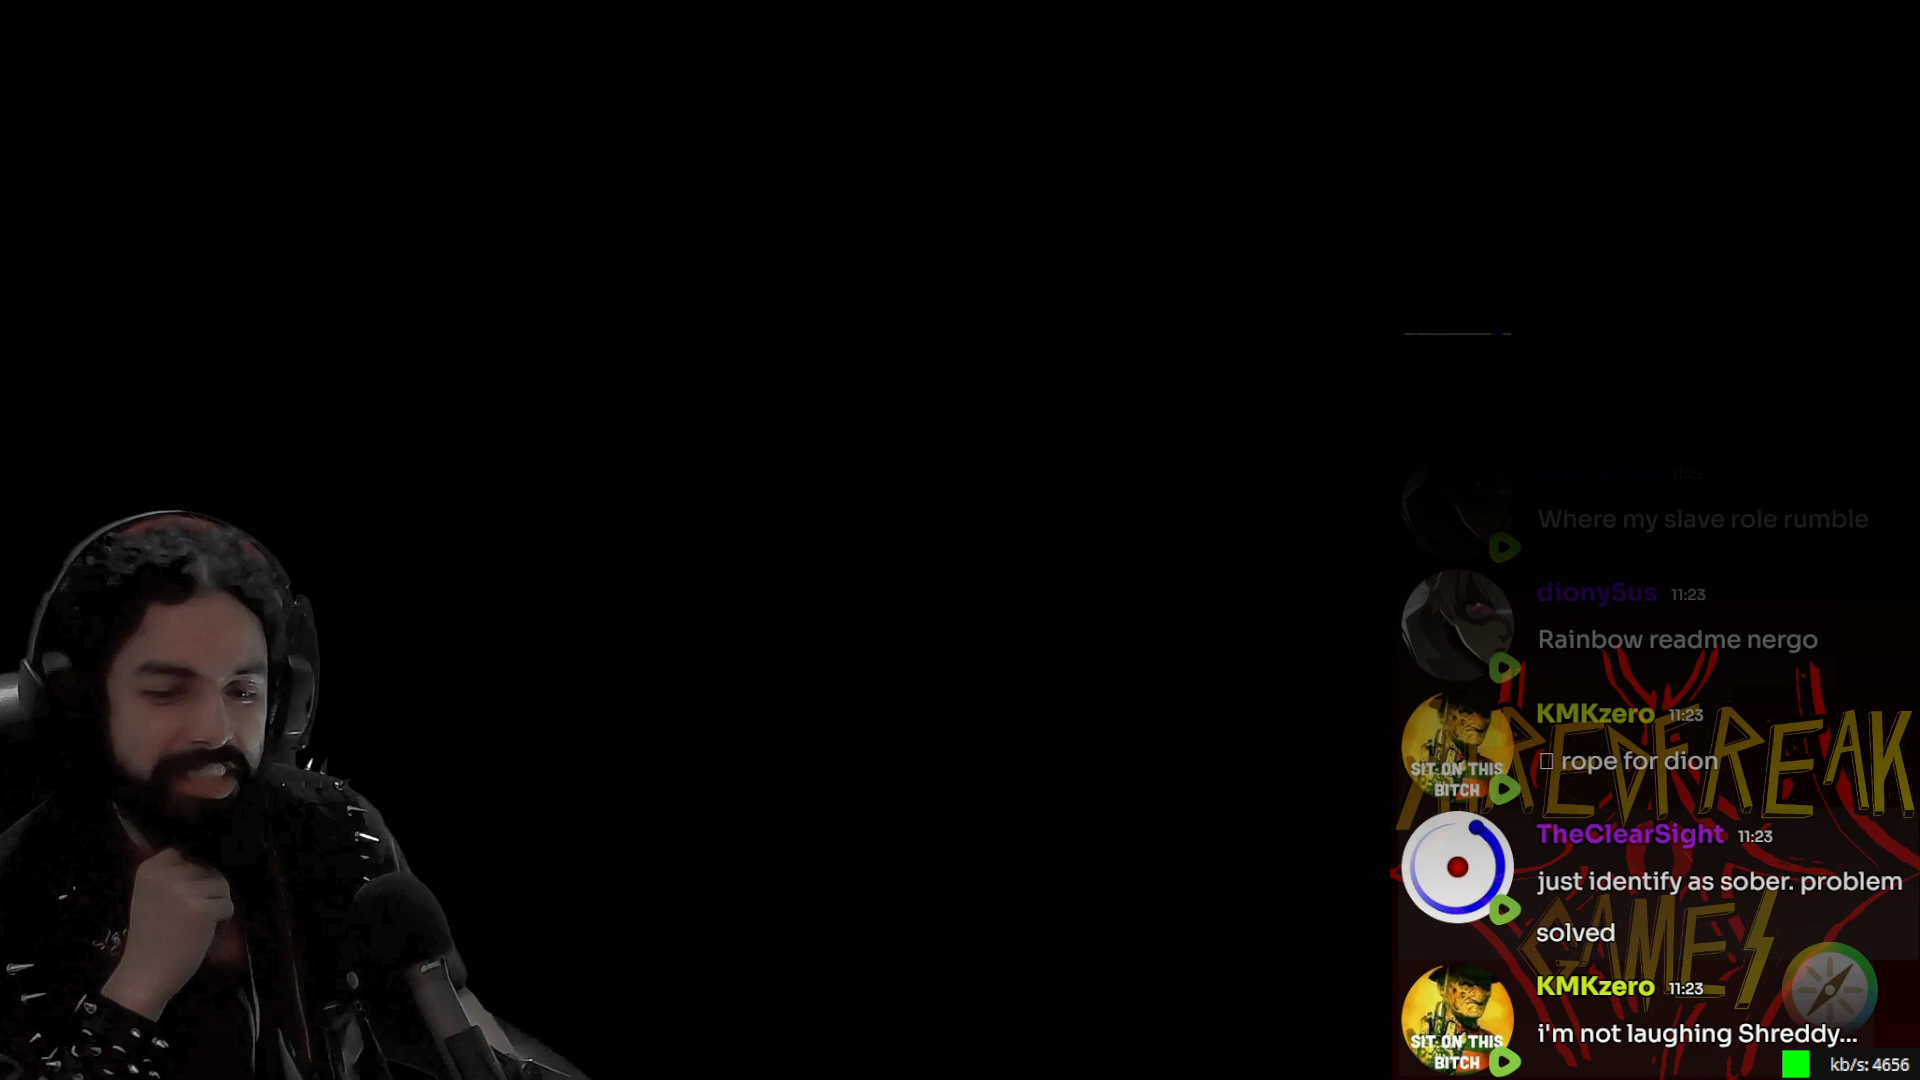 11:22
Where my slave role rumble
diony5us 11:23
Rainbow readme nergo
KMKzero 11:23
rope for dion
SIT ON THIS
BITCH
TheClearSight 11:23
just identify as sober. problem
solved
KMKzero 11:23
i'm not laughing Shreddy...
SIT ON THIS
BITCH
REDFREAK
GAMES
kb/s: 4656